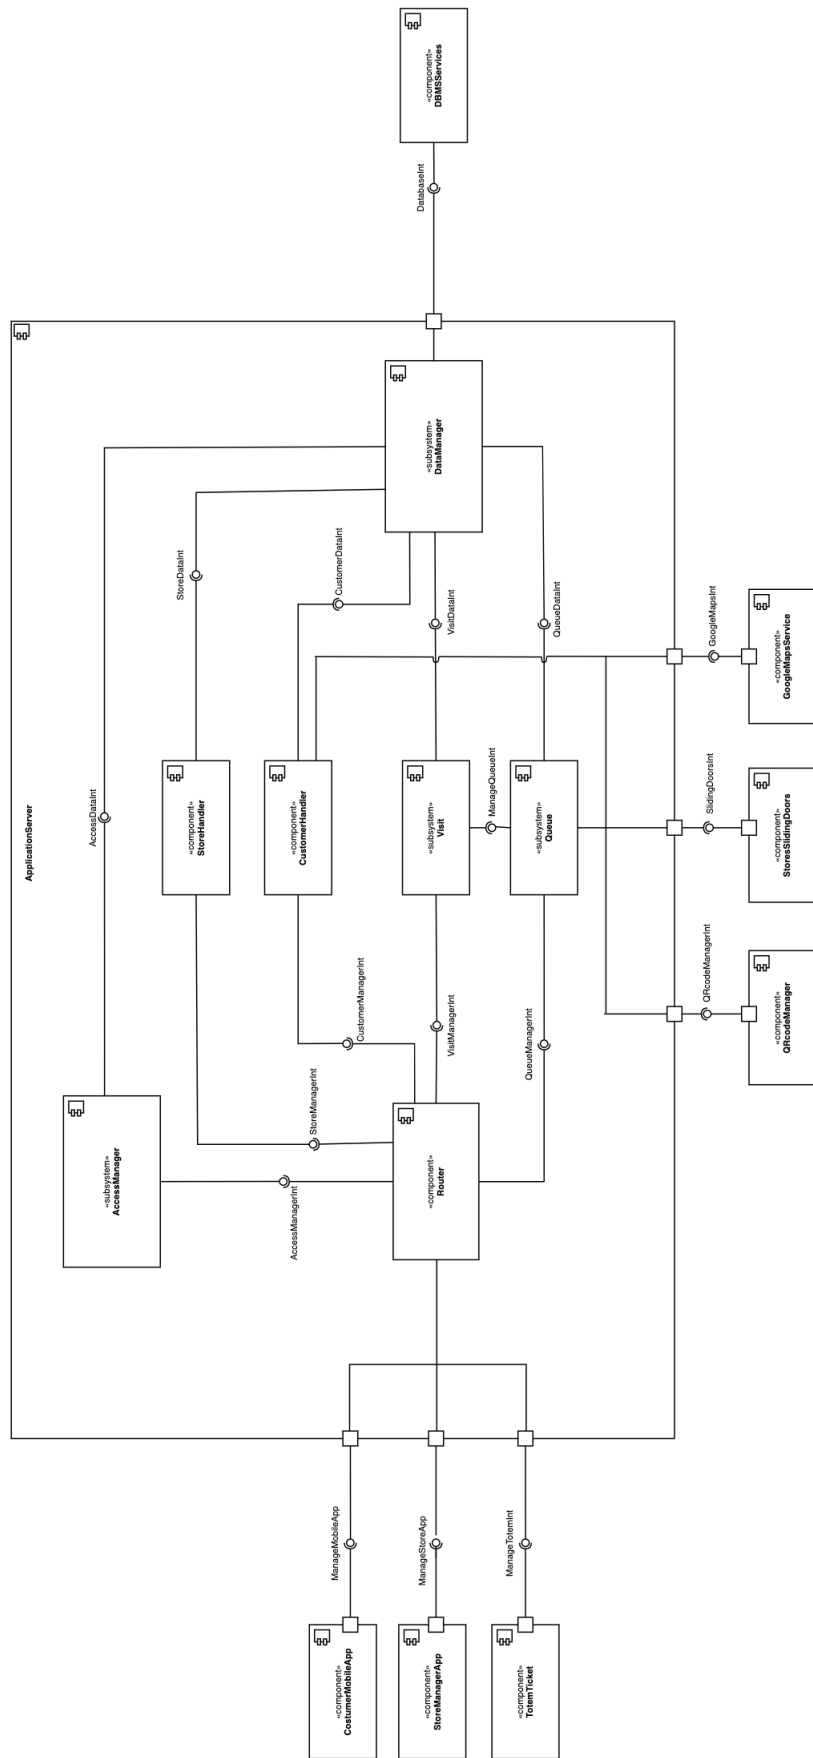 ApplicationServer
«component»
DBMSServices
DatabaseInt
«subsystem»
DataManager
AccessDataInt
StoreDataInt
CustomerDataInt
VisitDataInt
QueueDataInt
«component»
StoreHandler
«component»
CustomerHandler
«subsystem»
Visit
ManageQueueInt
«subsystem»
Queue
GoogleMapsInt
«component»
GoogleMapsService
SlidingDoorsInt
«component»
StoresSlidingDoors
QRcodeManagerInt
«component»
QRcodeManager
«subsystem»
AccessManager
AccessManagerInt
StoreManagerInt
CustomerManagerInt
VisitManagerInt
QueueManagerInt
«component»
Router
ManageMobileApp
ManageStoreApp
ManageTotemInt
«component»
CostumerMobileApp
«component»
StoreManagerApp
«component»
TotemTicket